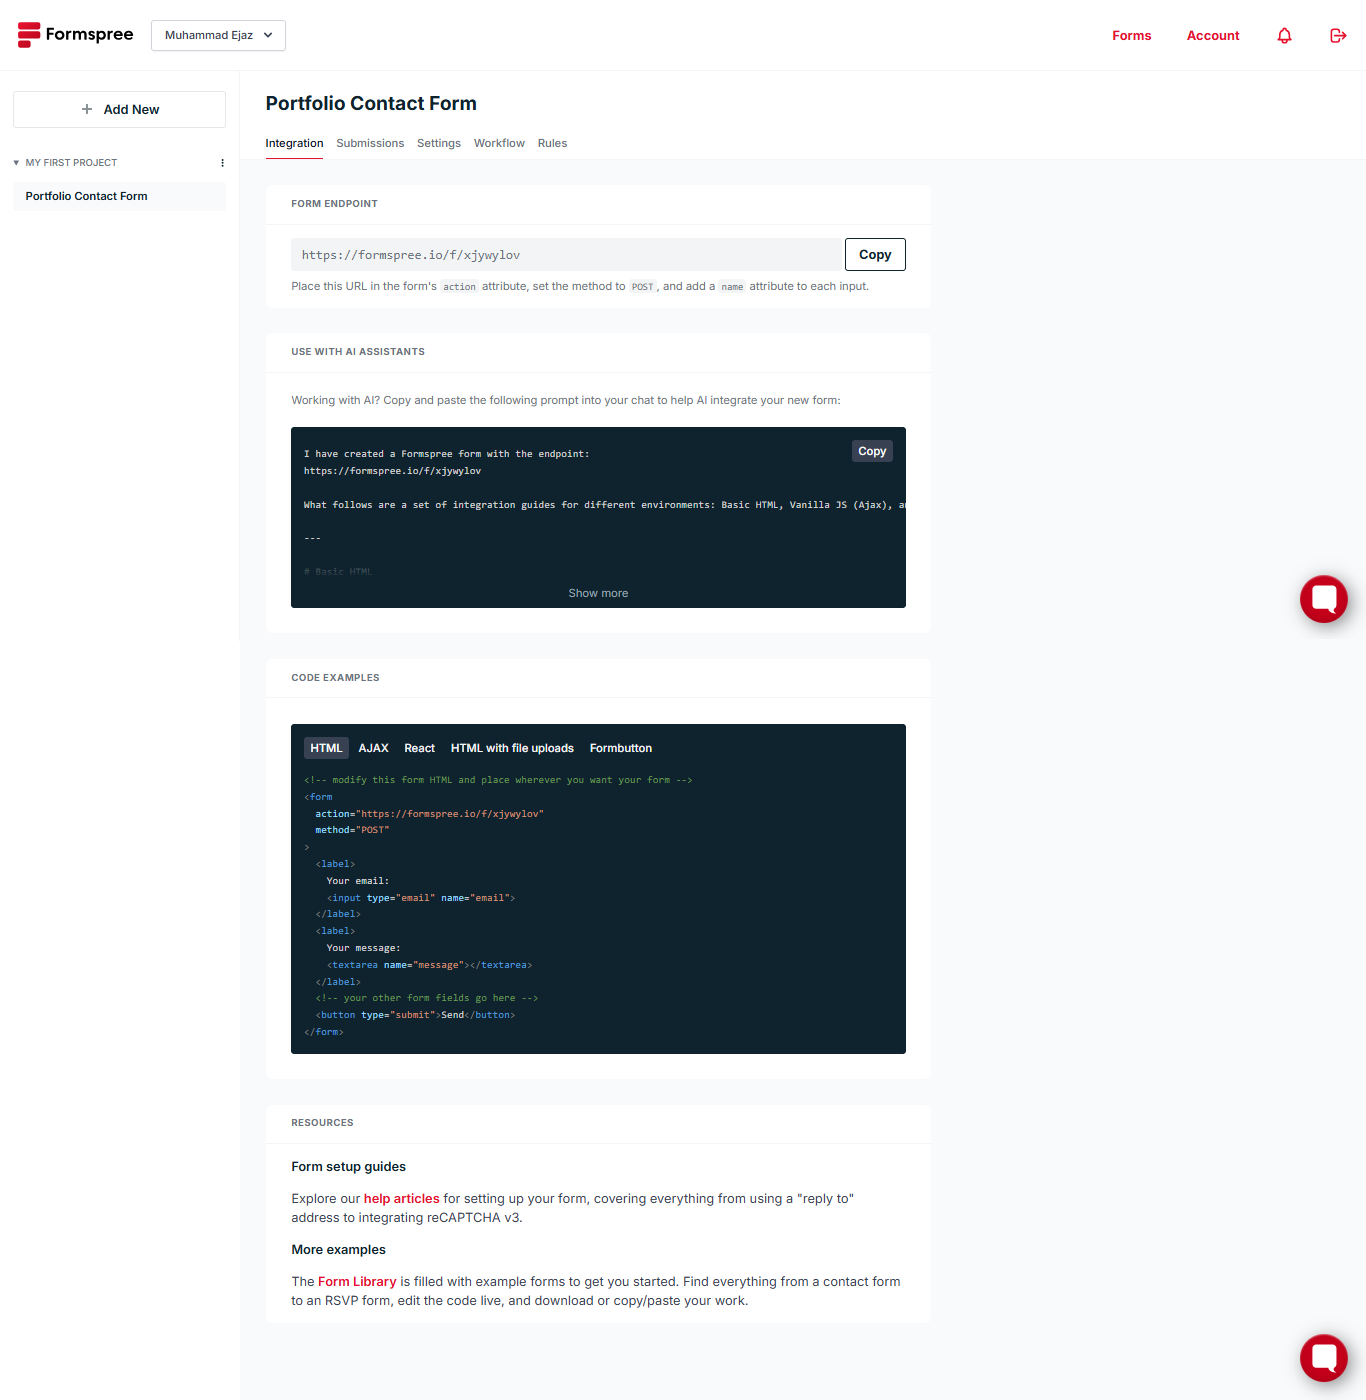 Formspree
Muhammad Ejaz
Forms
Account
Add New
MY FIRST PROJECT
Portfolio Contact Form
Portfolio Contact Form
Integration
Submissions
Settings
Workflow
Rules
FORM ENDPOINT
https://formspree.io/f/xjywylov
Copy
Place this URL in the form's action attribute, set the method to POST, and add a name attribute to each input.
USE WITH AI ASSISTANTS
Working with AI? Copy and paste the following prompt into your chat to help AI integrate your new form:
Copy
I have created a Formspree form with the endpoint:
https://formspree.io/f/xjywylov
What follows are a set of integration guides for different environments: Basic HTML, Vanilla JS (Ajax),
---
# Basic HTML
Show more
CODE EXAMPLES
HTML
AJAX
React
HTML with file uploads
Formbutton
<!-- modify this form HTML and place wherever you want your form -->
<form
action="https://formspree.io/f/xjywylov"
method="POST"
>
<label>
Your email:
<input type="email" name="email">
</label>
<label>
Your message:
<textarea name="message"></textarea>
</label>
<!-- your other form fields go here -->
<button type="submit">Send</button>
</form>
RESOURCES
Form setup guides
Explore our help articles for setting up your form, covering everything from using a "reply to"
address to integrating reCAPTCHA v3.
More examples
The Form Library is filled with example forms to get you started. Find everything from a contact form
to an RSVP form, edit the code live, and download or copy/paste your work.